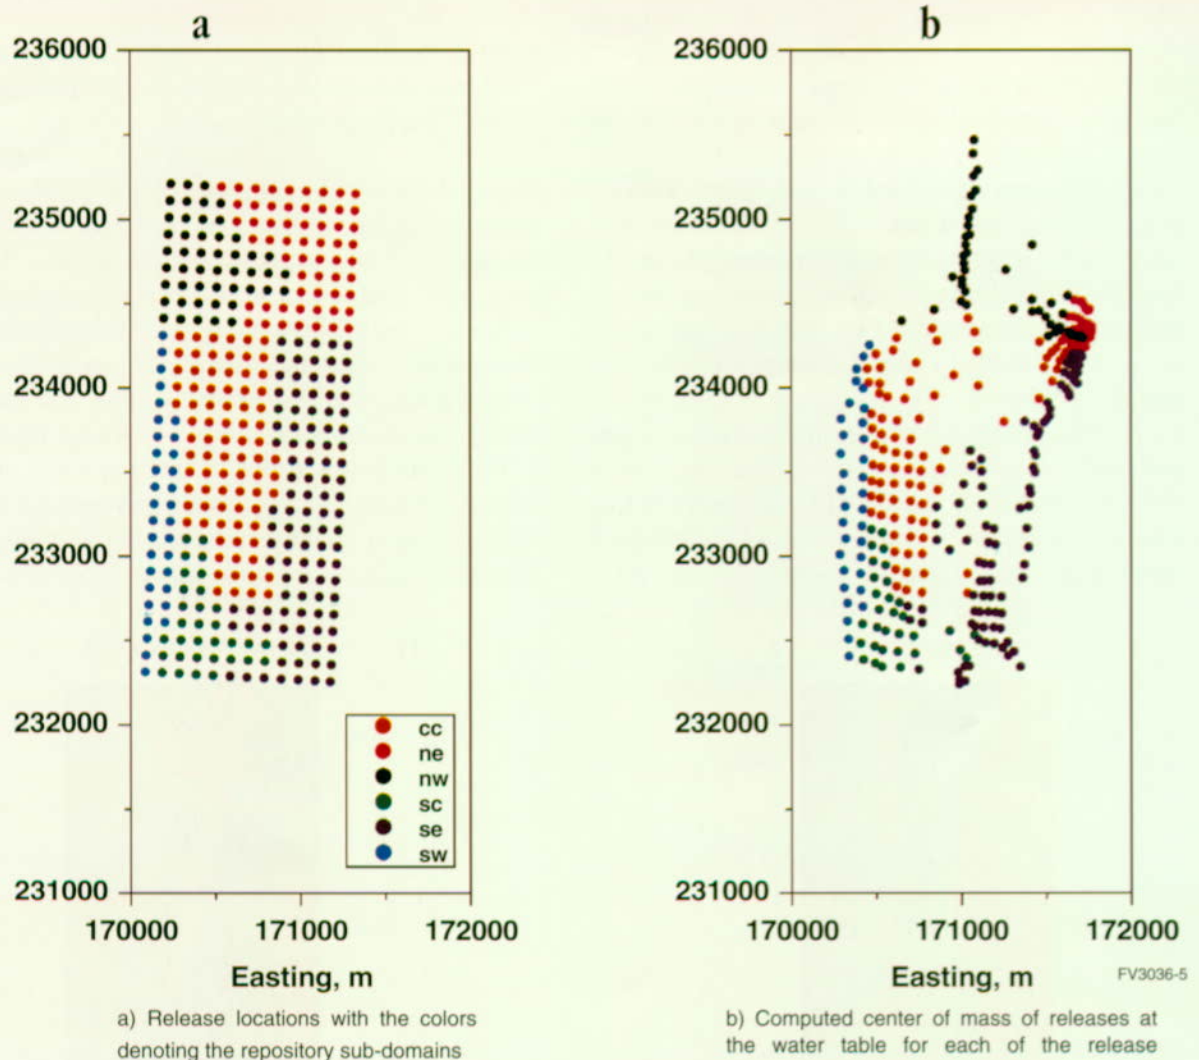 a
b
236000
235000
234000
233000
232000
231000
170000 171000 172000
Easting, m
cc
ne
nw
sc
se
sw
236000
235000
234000
233000
232000
231000
170000 171000 172000
Easting, m
FV3036-5
a) Release locations with the colors
denoting the repository sub-domains
b) Computed center of mass of releases at
the water table for each of the release